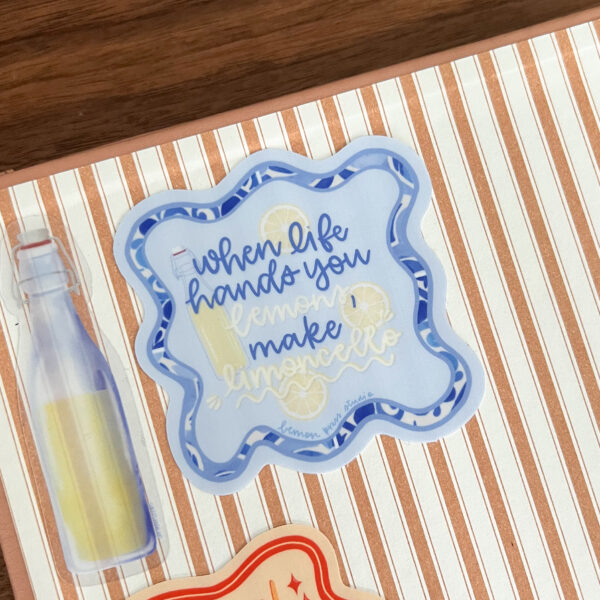 when life
hands you
lemons,
make
limoncello
lemon press studio